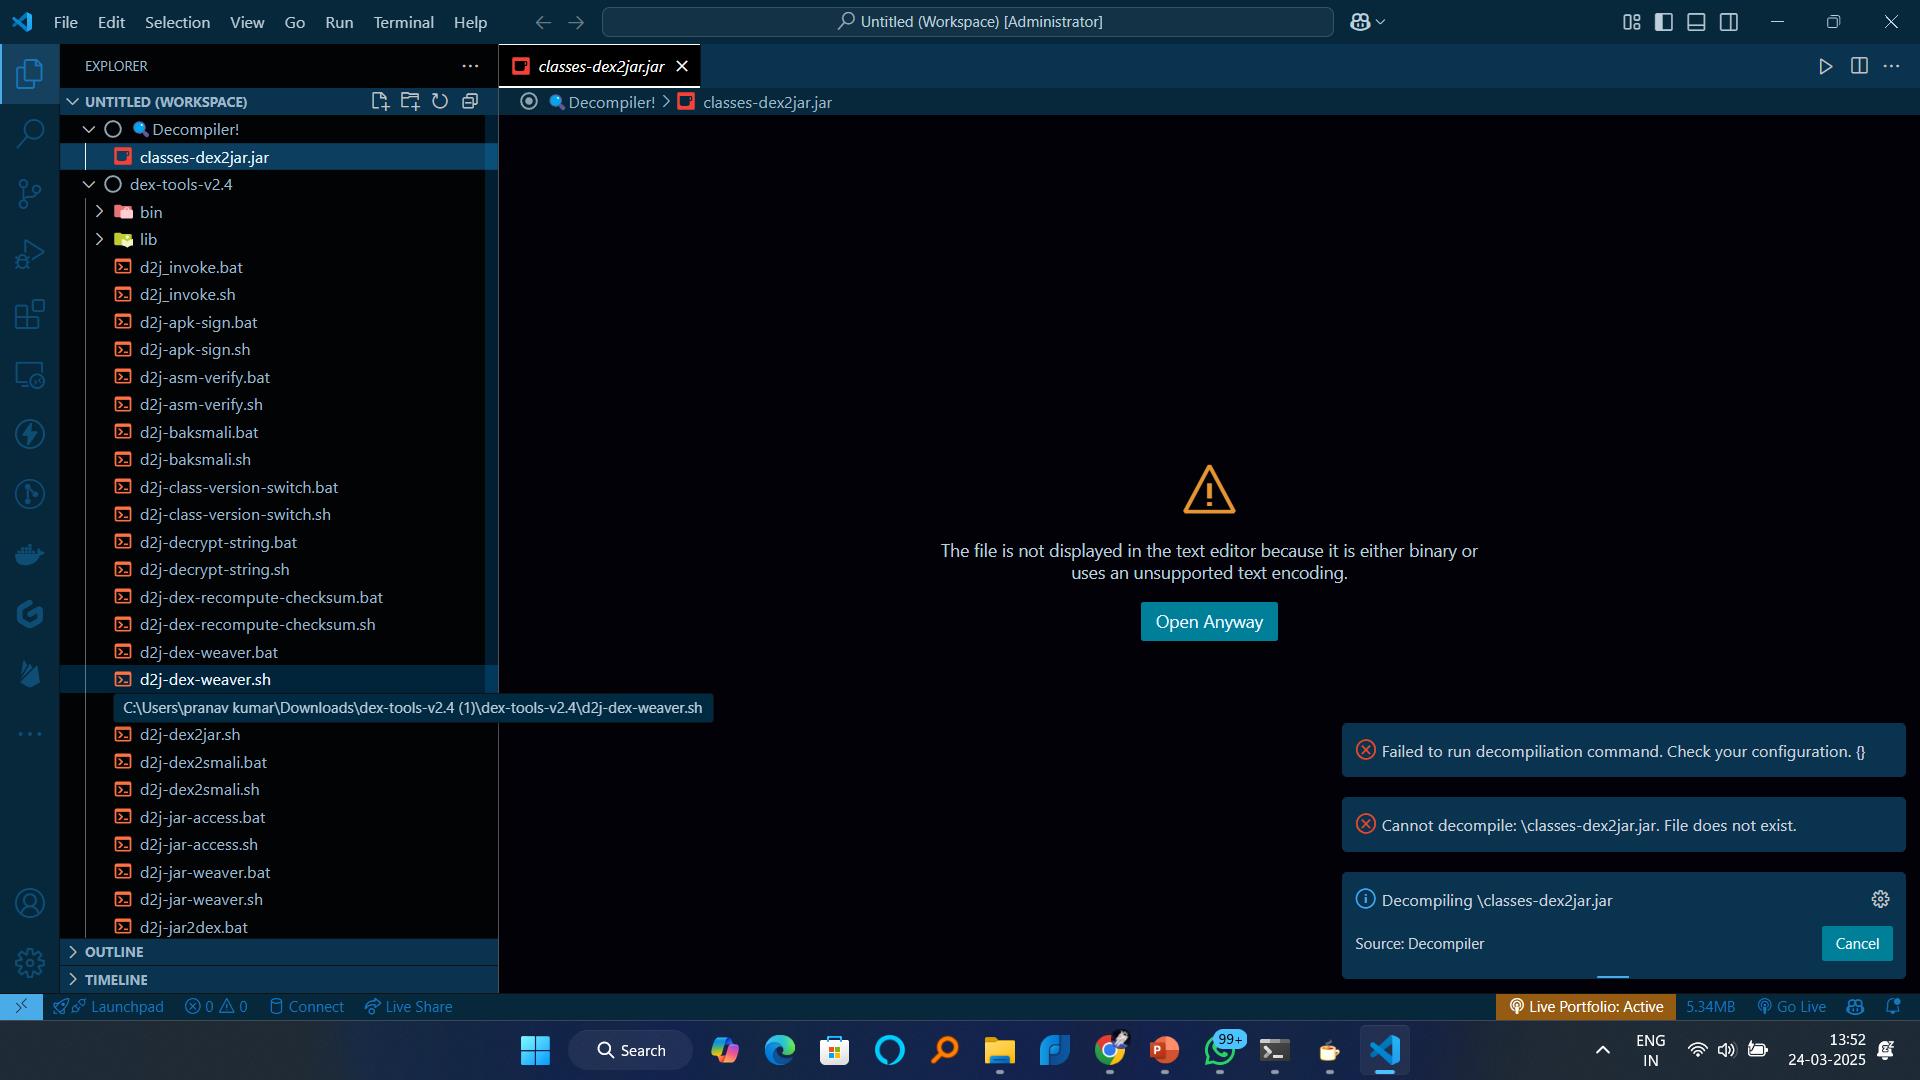 File Edit Selection View Go Run Terminal Help
Untitled (Workspace) [Administrator]
EXPLORER
classes-dex2jar.jar
UNTITLED (WORKSPACE)
Decompiler! > classes-dex2jar.jar
Decompiler!
classes-dex2jar.jar
dex-tools-v2.4
bin
lib
d2j_invoke.bat
d2j_invoke.sh
d2j-apk-sign.bat
d2j-apk-sign.sh
d2j-asm-verify.bat
d2j-asm-verify.sh
d2j-baksmali.bat
d2j-baksmali.sh
d2j-class-version-switch.bat
d2j-class-version-switch.sh
d2j-decrypt-string.bat
d2j-decrypt-string.sh
d2j-dex-recompute-checksum.bat
d2j-dex-recompute-checksum.sh
d2j-dex-weaver.bat
d2j-dex-weaver.sh
C:\Users\pranav kumar\Downloads\dex-tools-v2.4 (1)\dex-tools-v2.4\d2j-dex-weaver.sh
d2j-dex2jar.sh
d2j-dex2smali.bat
d2j-dex2smali.sh
d2j-jar-access.bat
d2j-jar-access.sh
d2j-jar-weaver.bat
d2j-jar-weaver.sh
d2j-jar2dex.bat
OUTLINE
TIMELINE
The file is not displayed in the text editor because it is either binary or
uses an unsupported text encoding.
Open Anyway
Failed to run decompiliation command. Check your configuration. {}
Cannot decompile: \classes-dex2jar.jar. File does not exist.
Decompiling \classes-dex2jar.jar
Source: Decompiler
Cancel
Launchpad 0 0 Connect Live Share
Live Portfolio: Active 5.34MB Go Live
Search
99+
ENG
IN
13:52
24-03-2025